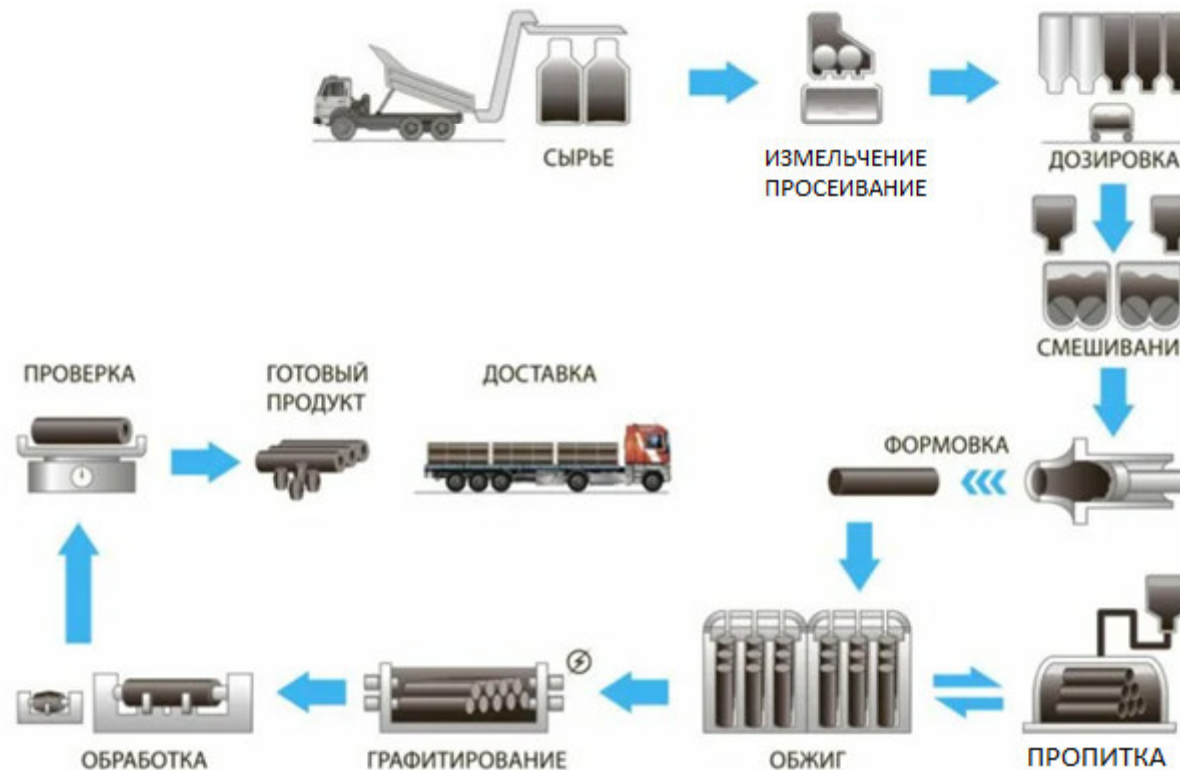 СЫРЬЕ
ИЗМЕЛЬЧЕНИЕ
ПРОСЕИВАНИЕ
ДОЗИРОВКА
СМЕШИВАНИ
ПРОВЕРКА
ГОТОВЫЙ
ПРОДУКТ
ДОСТАВКА
ФОРМОВКА
ОБРАБОТКА
ГРАФИТИРОВАНИЕ
ОБЖИГ
ПРОПИТКА